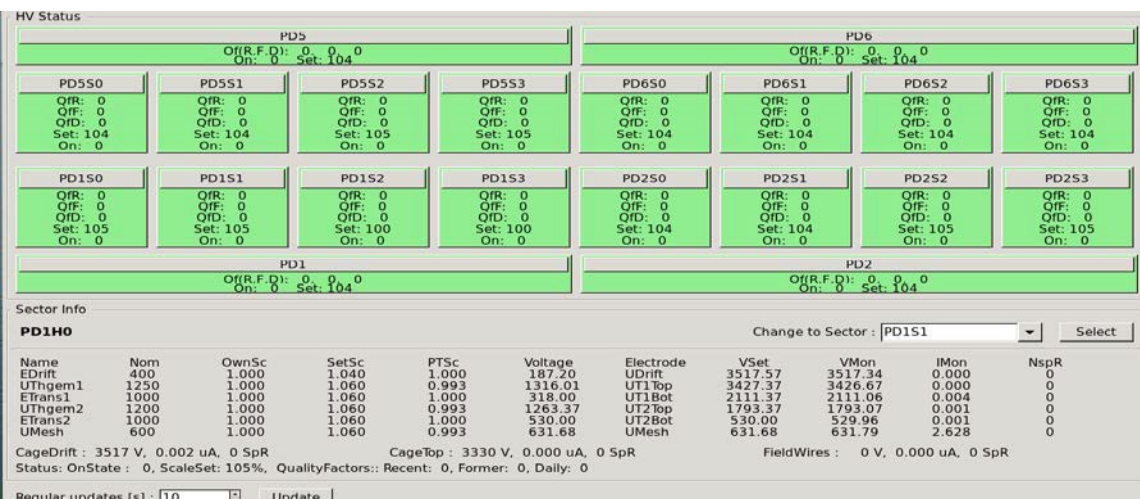 HV Status
PD5 PD6
Of(R.F.D): 0. 0. 0 Of(R.F.D): 0. 0. 0
On: 0 Set: 104 On: 0 Set: 104
PD5S0 PD5S1 PD5S2 PD5S3 PD6S0 PD6S1 PD6S2 PD6S3
QfR: 0 QfR: 0 QfR: 0 QfR: 0 QfR: 0 QfR: 0 QfR: 0 QfR: 0
QfF: 0 QfF: 0 QfF: 0 QfF: 0 QfF: 0 QfF: 0 QfF: 0 QfF: 0
QfD: 0 QfD: 0 QfD: 0 QfD: 0 QfD: 0 QfD: 0 QfD: 0 QfD: 0
Set: 104 Set: 104 Set: 105 Set: 105 Set: 104 Set: 104 Set: 104 Set: 104
On: 0 On: 0 On: 0 On: 0 On: 0 On: 0 On: 0 On: 0
PD1S0 PD1S1 PD1S2 PD1S3 PD2S0 PD2S1 PD2S2 PD2S3
QfR: 0 QfR: 0 QfR: 0 QfR: 0 QfR: 0 QfR: 0 QfR: 0 QfR: 0
QfF: 0 QfF: 0 QfF: 0 QfF: 0 QfF: 0 QfF: 0 QfF: 0 QfF: 0
QfD: 0 QfD: 0 QfD: 0 QfD: 0 QfD: 0 QfD: 0 QfD: 0 QfD: 0
Set: 105 Set: 105 Set: 100 Set: 100 Set: 104 Set: 104 Set: 105 Set: 105
On: 0 On: 0 On: 0 On: 0 On: 0 On: 0 On: 0 On: 0
PD1 PD2
Of(R.F.D): 0. 0. 0 Of(R.F.D): 0. 0. 0
On: 0 Set: 104 On: 0 Set: 104
Sector Info
PD1H0 Change to Sector : PD1S1 Select
Name Nom OwnSc SetSc PTSc Voltage Electrode VSet VMon IMon NspR
EDrift 400 1.000 1.040 1.000 187.20 UDrift 3517.57 3517.34 0.000 0
UThgem1 1250 1.000 1.060 0.993 1316.01 UT1Top 3427.37 3426.67 0.000 0
ETrans1 1000 1.000 1.060 1.000 318.00 UT1Bot 2111.37 2111.06 0.004 0
UThgem2 1200 1.000 1.060 0.993 1263.37 UT2Top 1793.37 1793.07 0.001 0
ETrans2 1000 1.000 1.060 1.000 530.00 UT2Bot 530.00 529.96 0.001 0
UMesh 600 1.000 1.060 0.993 631.68 UMesh 631.68 631.79 2.628 0
CageDrift : 3517 V, 0.002 uA, 0 SpR CageTop : 3330 V, 0.000 uA, 0 SpR FieldWires : 0 V, 0.000 uA, 0 SpR
Status: OnState : 0, ScaleSet: 105%, QualityFactors:: Recent: 0, Former: 0, Daily: 0
Regular updates [s] : 10 Update